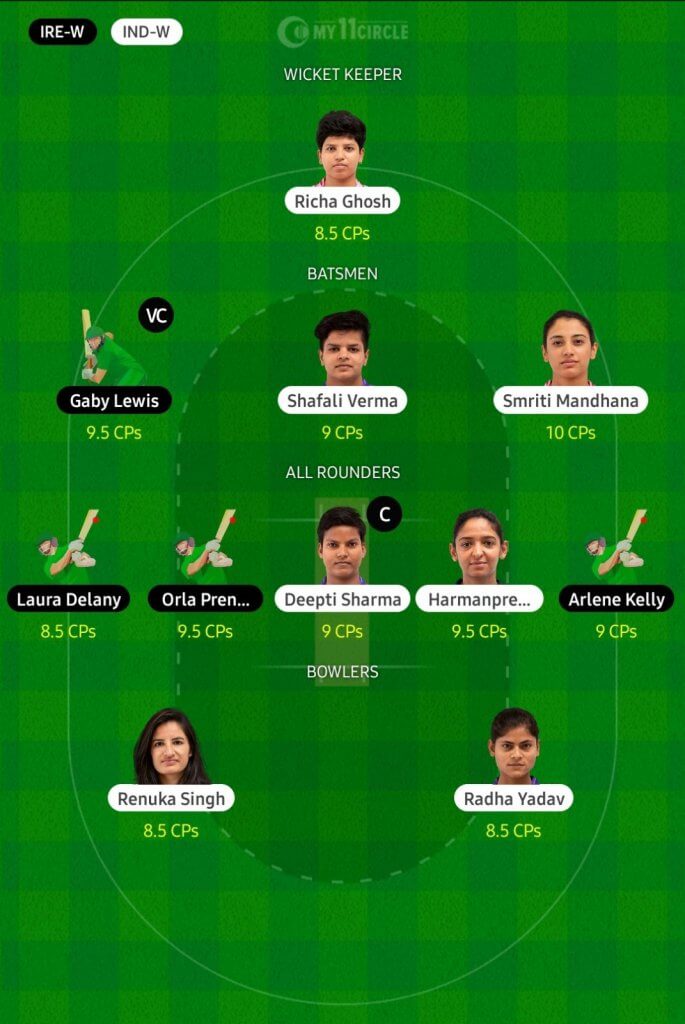 IRE-W IND-W
MY11CIRCLE
WICKET KEEPER
Richa Ghosh
8.5 CPs
BATSMEN
VC
Gaby Lewis Shafali Verma Smriti Mandhana
9.5 CPs 9 CPs 10 CPs
ALL ROUNDERS
C
Laura Delany Orla Pren... Deepti Sharma Harmanpre... Arlene Kelly
8.5 CPs 9.5 CPs 9 CPs 9.5 CPs 9 CPs
BOWLERS
Renuka Singh Radha Yadav
8.5 CPs 8.5 CPs